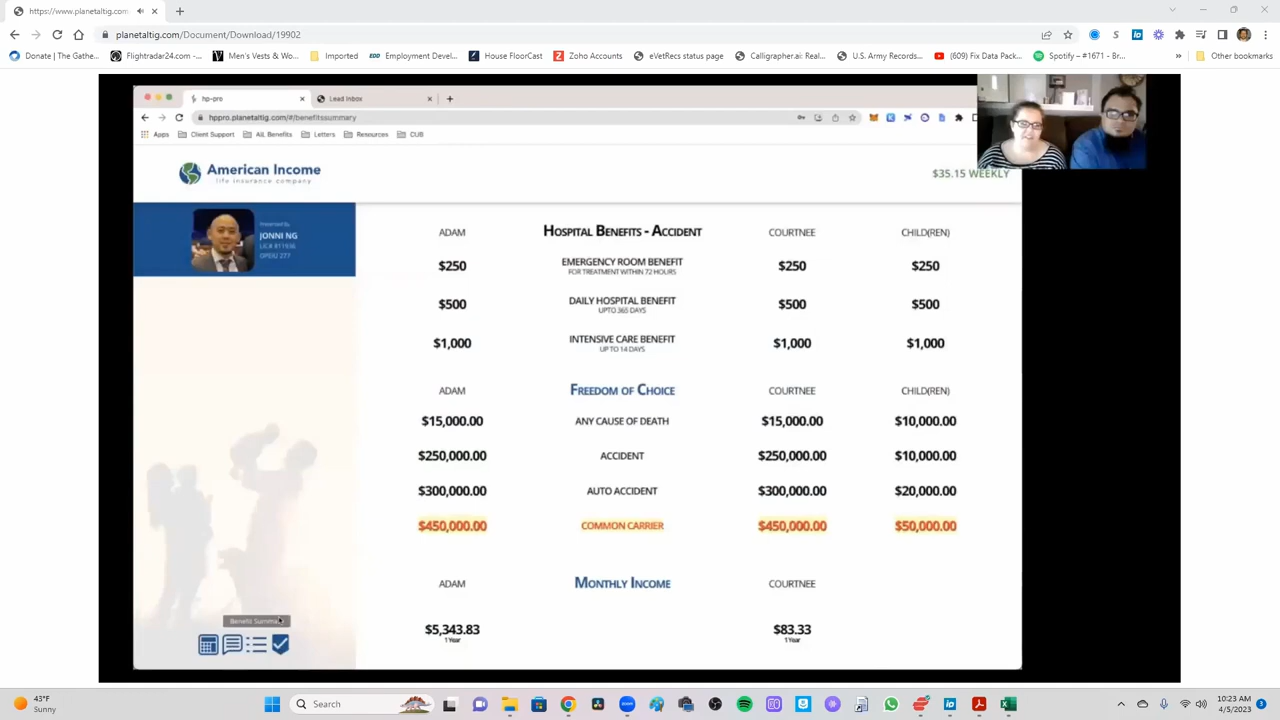 https://www.planetaltig.com
planetaltig.com/Document/Download/19902
Donate | The Gathe...
Flightradar24.com -...
Men's Vests & Wo...
Imported
EDD
Employment Devel...
House FloorCast
Zoho Accounts
eVetRecs status page
Calligrapher.ai: Real...
U.S. Army Records...
(609) Fix Data Pack...
Spotify – #1671 - Br...
Other bookmarks
hp-pro
Lead Inbox
hppro.planetaltig.com/#/benefitssummary
Apps
Client Support
AIL Benefits
Letters
Resources
CUB
American Income
life insurance company
$35.15 WEEKLY
Presented By
JONNI NG
OPEIU 277
ADAM HOSPITAL BENEFITS - ACCIDENT COURTNEE CHILD(REN)
$250 EMERGENCY ROOM BENEFIT $250 $250
FOR TREATMENT WITHIN 72 HOURS
$500 DAILY HOSPITAL BENEFIT $500 $500
UPTO 365 DAYS
$1,000 INTENSIVE CARE BENEFIT $1,000 $1,000
UP TO 14 DAYS
ADAM FREEDOM OF CHOICE COURTNEE CHILD(REN)
$15,000.00 ANY CAUSE OF DEATH $15,000.00 $10,000.00
$250,000.00 ACCIDENT $250,000.00 $10,000.00
$300,000.00 AUTO ACCIDENT $300,000.00 $20,000.00
$450,000.00 COMMON CARRIER $450,000.00 $50,000.00
ADAM MONTHLY INCOME COURTNEE
$5,343.83 $83.33
1 Year 1 Year
Benefit Summary
43°F
Sunny
Search
10:23 AM
4/5/2023